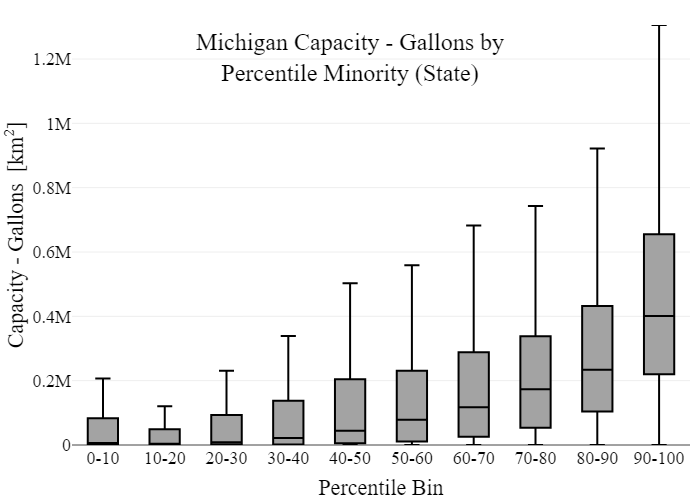 Michigan Capacity - Gallons by
Percentile Minority (State)
Capacity - Gallons [km²]
1.2M
1M
0.8M
0.6M
0.4M
0.2M
0
0-10 10-20 20-30 30-40 40-50 50-60 60-70 70-80 80-90 90-100
Percentile Bin